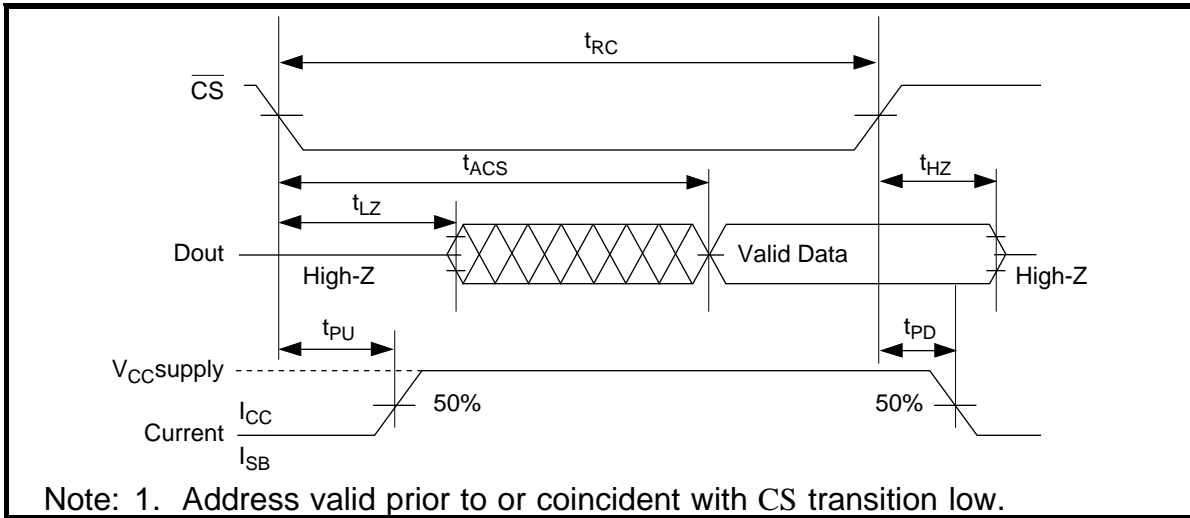 tRC
CS
tACS
tHZ
tLZ
Dout
Valid Data
High-Z
High-Z
tPU
tPD
VCCsupply
ICC
50%
50%
Current
ISB
Note: 1. Address valid prior to or coincident with CS transition low.